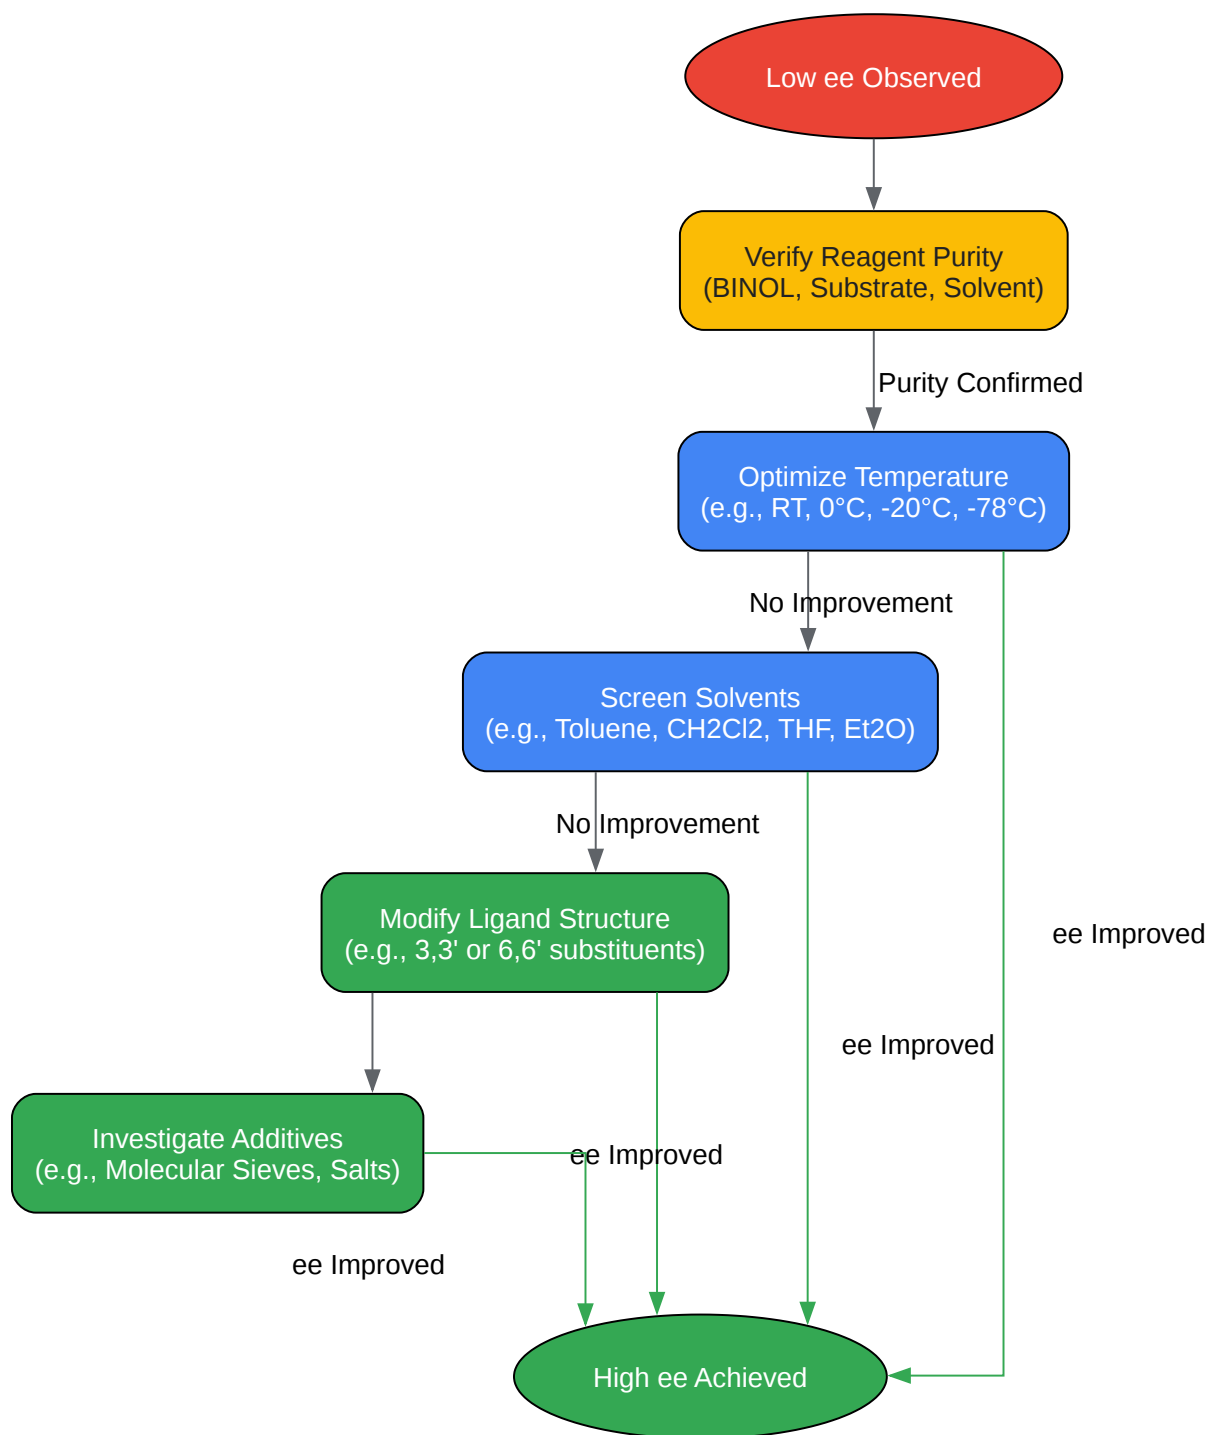 Low ee Observed
Verify Reagent Purity
(BINOL, Substrate, Solvent)
Purity Confirmed
Optimize Temperature
(e.g., RT, 0°C, -20°C, -78°C)
No Improvement
Screen Solvents
(e.g., Toluene, CH2Cl2, THF, Et2O)
No Improvement
Modify Ligand Structure
(e.g., 3,3' or 6,6' substituents)
ee Improved
ee Improved
Investigate Additives
(e.g., Molecular Sieves, Salts)
ee Improved
ee Improved
High ee Achieved